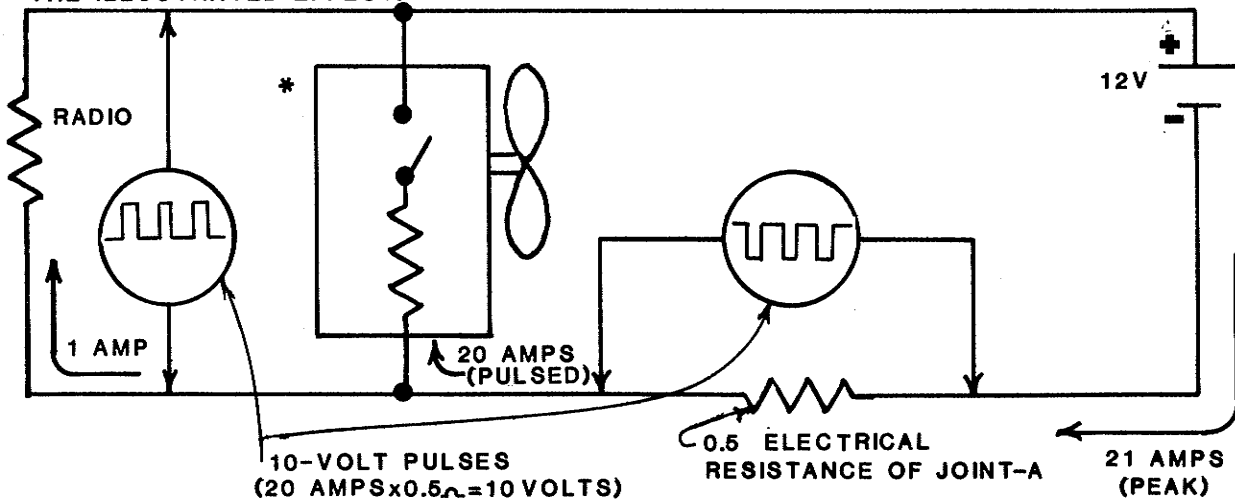 12V
RADIO
*
1 AMP
20 AMPS
(PULSED)
10-VOLT PULSES
(20 AMPSx0.5Ω=10 VOLTS)
0.5 ELECTRICAL
RESISTANCE OF JOINT-A
21 AMPS
(PEAK)